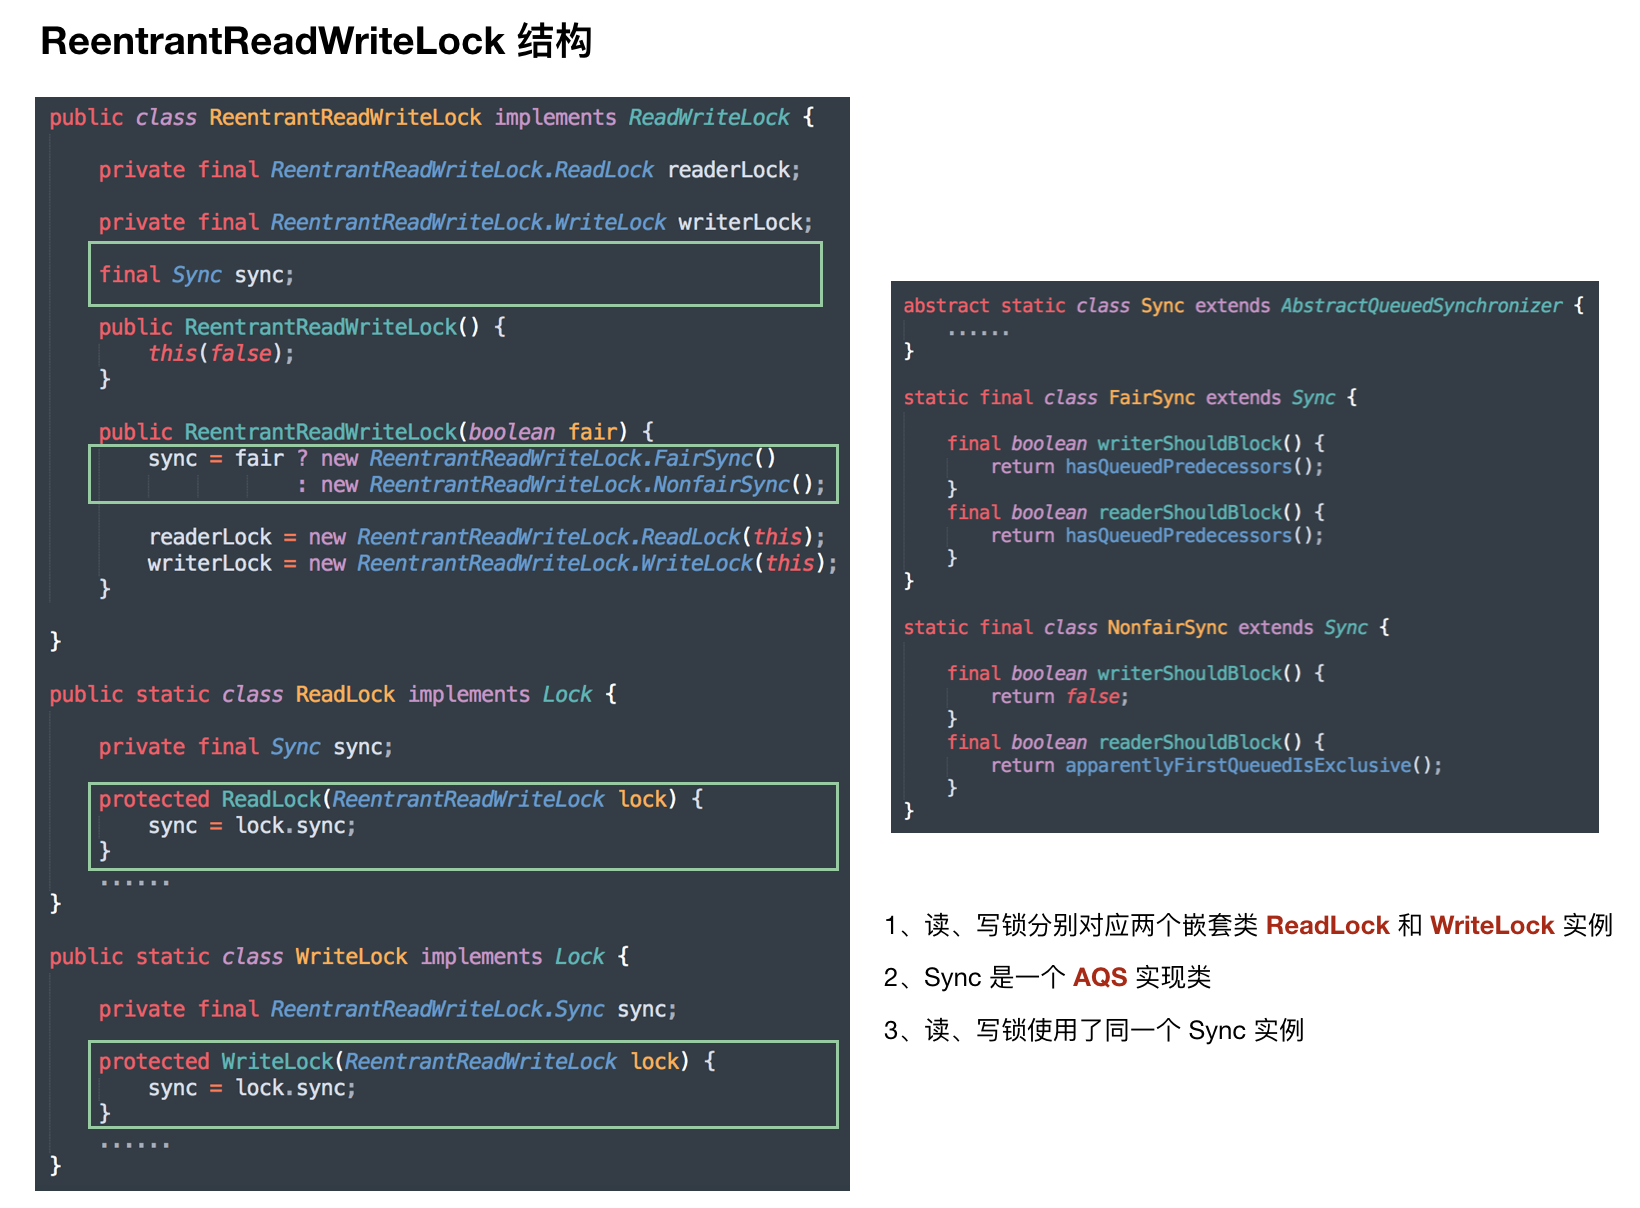 ReentrantReadWriteLock 结构
public class ReentrantReadWriteLock implements ReadWriteLock {
private final ReentrantReadWriteLock.ReadLock readerLock;
private final ReentrantReadWriteLock.WriteLock writerLock;
final Sync sync;
public ReentrantReadWriteLock() {
this(false);
}
public ReentrantReadWriteLock(boolean fair) {
sync = fair ? new ReentrantReadWriteLock.FairSync()
: new ReentrantReadWriteLock.NonfairSync();
readerLock = new ReentrantReadWriteLock.ReadLock(this);
writerLock = new ReentrantReadWriteLock.WriteLock(this);
}
}
public static class ReadLock implements Lock {
private final Sync sync;
protected ReadLock(ReentrantReadWriteLock lock) {
sync = lock.sync;
}
......
}
public static class WriteLock implements Lock {
private final ReentrantReadWriteLock.Sync sync;
protected WriteLock(ReentrantReadWriteLock lock) {
sync = lock.sync;
}
......
}
abstract static class Sync extends AbstractQueuedSynchronizer {
......
}
static final class FairSync extends Sync {
final boolean writerShouldBlock() {
return hasQueuedPredecessors();
}
final boolean readerShouldBlock() {
return hasQueuedPredecessors();
}
}
static final class NonfairSync extends Sync {
final boolean writerShouldBlock() {
return false;
}
final boolean readerShouldBlock() {
return apparentlyFirstQueuedIsExclusive();
}
}
1、读、写锁分别对应两个嵌套类 ReadLock 和 WriteLock 实例
2、Sync 是一个 AQS 实现类
3、读、写锁使用了同一个 Sync 实例